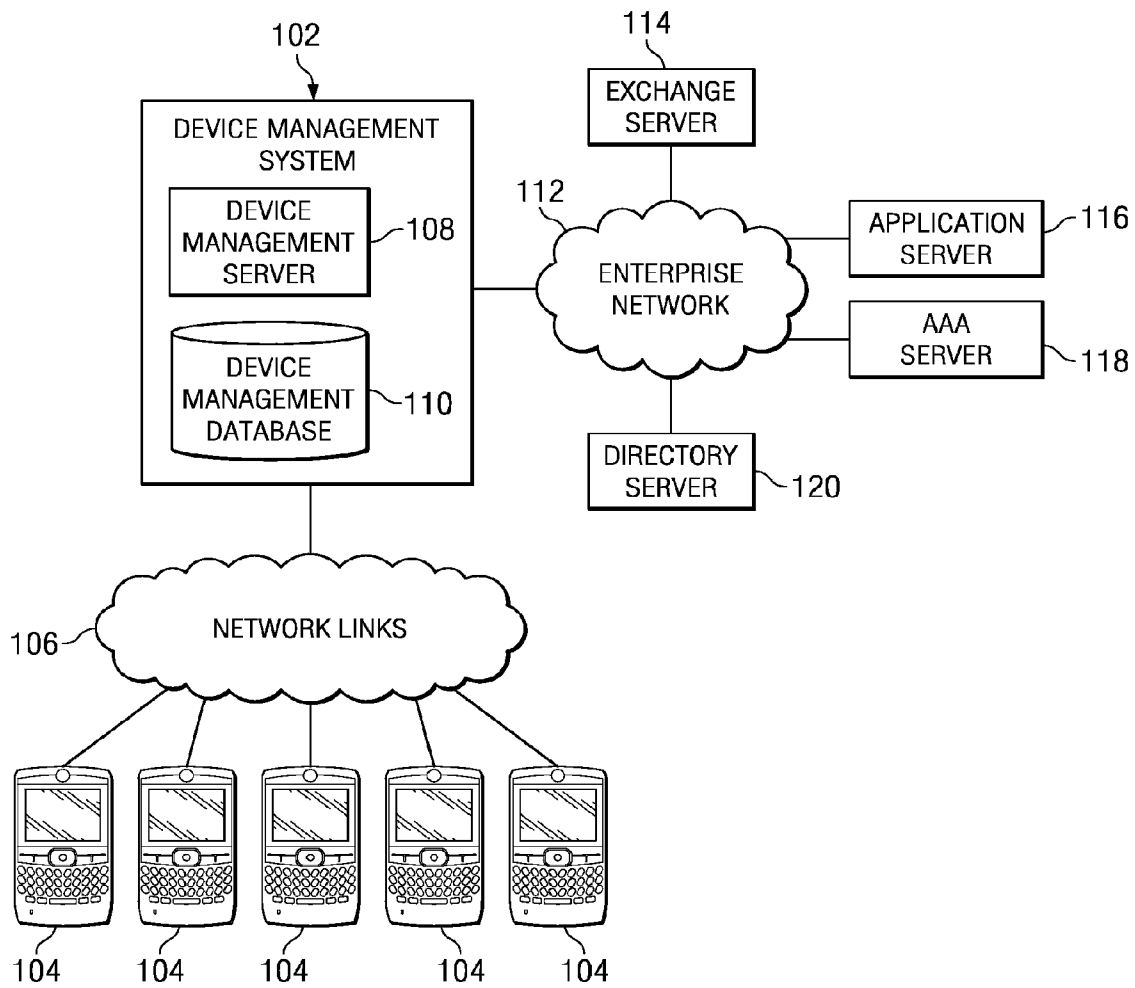 102
DEVICE MANAGEMENT
SYSTEM
DEVICE
MANAGEMENT
SERVER
108
DEVICE
MANAGEMENT
DATABASE
110
114
EXCHANGE
SERVER
112
ENTERPRISE
NETWORK
APPLICATION
SERVER
116
AAA
SERVER
118
DIRECTORY
SERVER
120
106
NETWORK LINKS
104
104
104
104
104